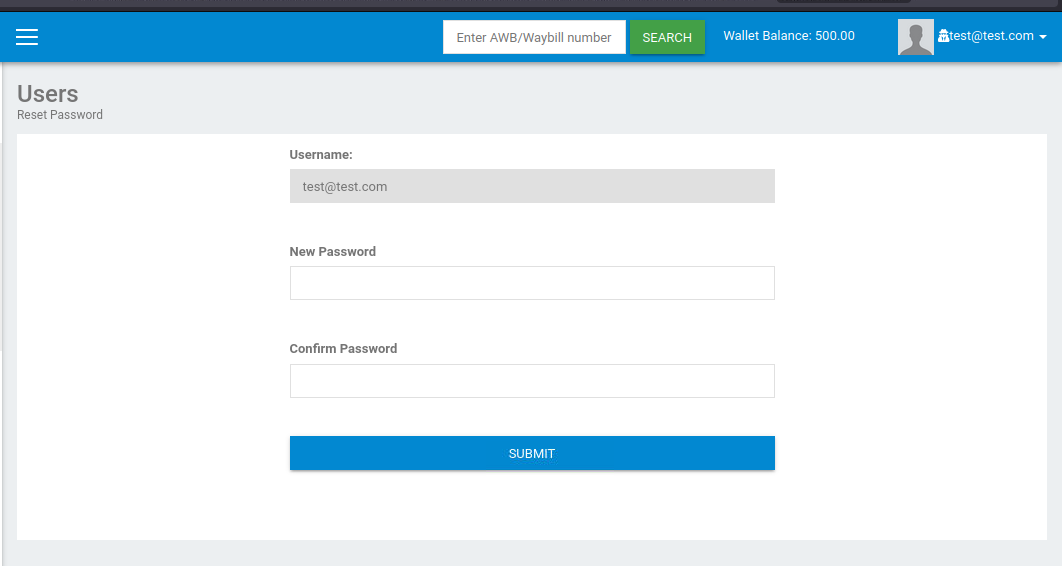 Enter AWB/Waybill number
SEARCH
Wallet Balance: 500.00
test@test.com
Users
Reset Password
Username:
test@test.com
New Password
Confirm Password
SUBMIT